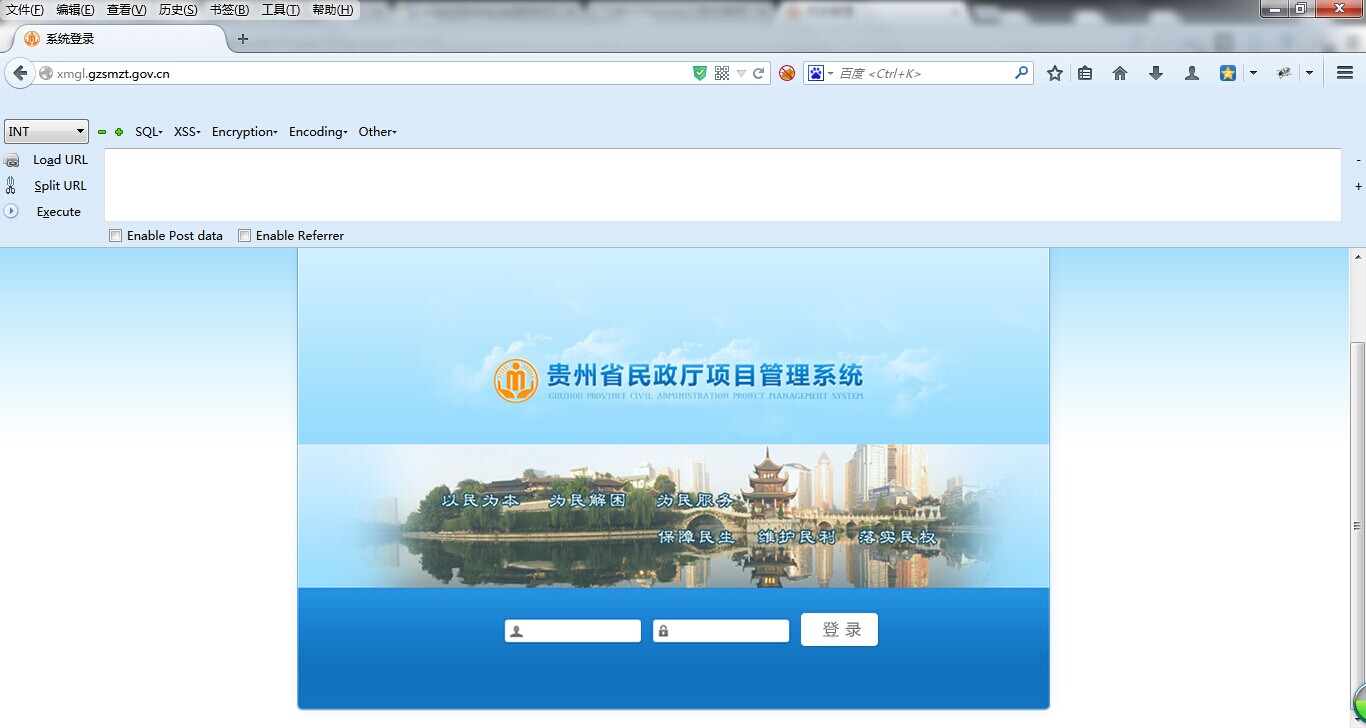 文件(F) 编辑(E) 查看(V) 历史(S) 书签(B) 工具(T) 帮助(H)
系统登录
xmgl.gzsmzt.gov.cn
百度 <Ctrl+K>
INT
SQL
XSS
Encryption
Encoding
Other
Load URL
Split URL
Execute
Enable Post data
Enable Referrer
贵州省民政厅项目管理系统
GUIZHOU PROVINCE CIVIL ADMINISTRATION PROJECT MANAGEMENT SYSTEM
以民为本 为民解困 为民服务
保障民生 维护民利 落实民权
登 录